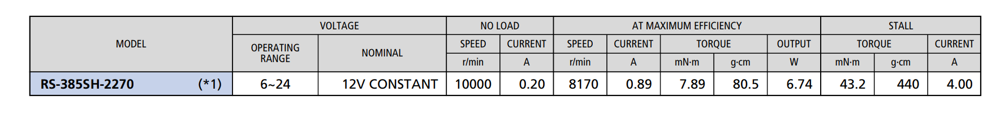 MODEL VOLTAGE NO LOAD AT MAXIMUM EFFICIENCY STALL
OPERATING RANGE NOMINAL SPEED CURRENT SPEED CURRENT TORQUE OUTPUT TORQUE CURRENT
r/min A r/min A mN·m g·cm W mN·m g·cm A
RS-385SH-2270 (*1) 6~24 12V CONSTANT 10000 0.20 8170 0.89 7.89 80.5 6.74 43.2 440 4.00